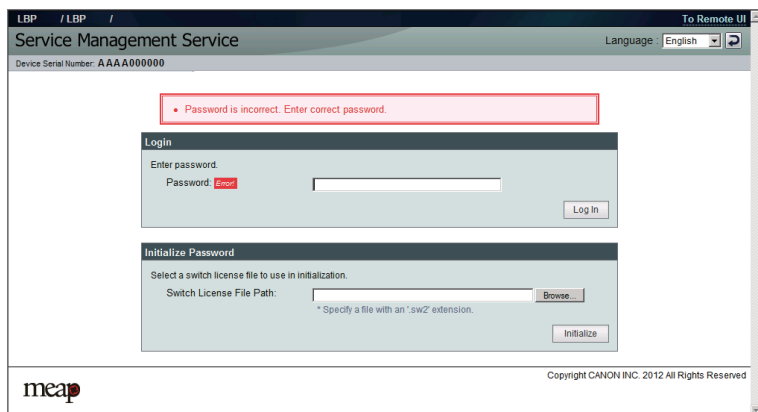 LBP /LBP / To Remote UI
Service Management Service Language : English
Device Serial Number: AAAA000000
• Password is incorrect. Enter correct password.
Login
Enter password.
Password: Error!
Log In
Initialize Password
Select a switch license file to use in initialization.
Switch License File Path: Browse...
* Specify a file with an '.sw2' extension.
Initialize
Copyright CANON INC. 2012 All Rights Reserved
meap